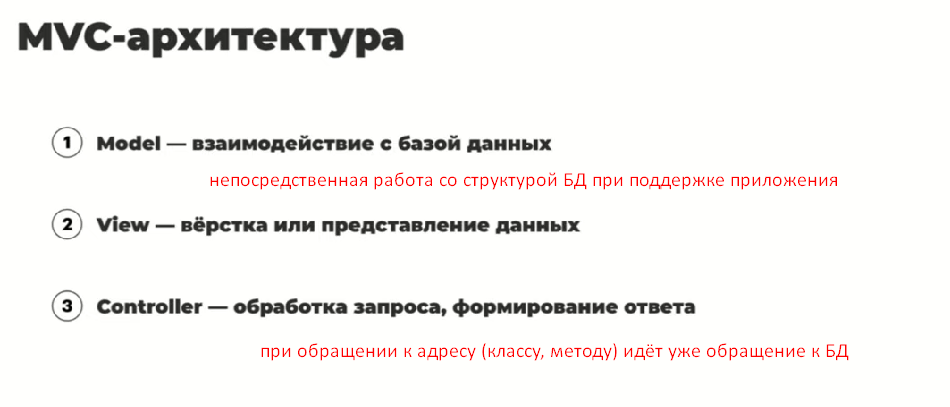 MVC-архитектура
1 Model — взаимодействие с базой данных
непосредственная работа со структурой БД при поддержке приложения
2 View — вёрстка или представление данных
3 Controller — обработка запроса, формирование ответа
при обращении к адресу (классу, методу) идёт уже обращение к БД